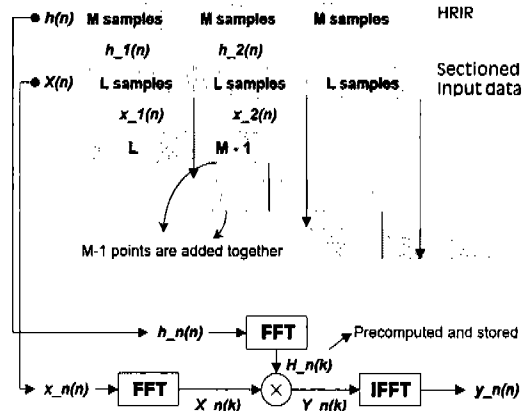 h(n) M samples M samples M samples HRIR
h_1(n) h_2(n)
X(n) L samples L samples L samples Sectioned
Input data
x_1(n) x_2(n)
L M - 1
M-1 points are added together
h_n(n) FFT Precomputed and stored
H_n(k)
x_n(n) FFT X_n(k) × Y_n(k) IFFT y_n(n)